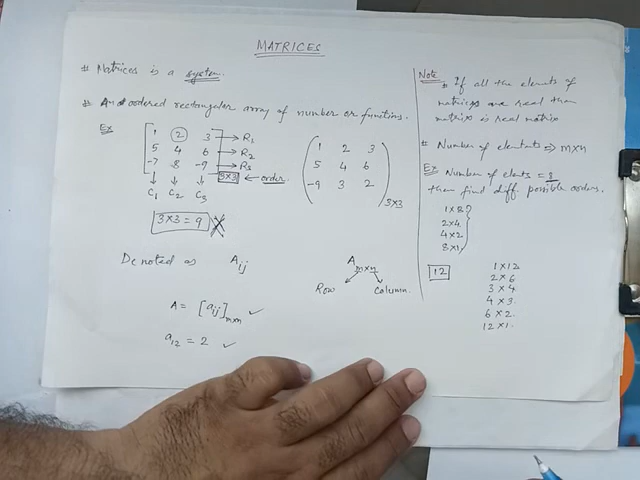 MATRICES
# Matrices is a system.
# An ordered rectangular array of number or functions.
Ex
1 2 3 → R1
5 4 6 → R2
-7 8 -9 → R3
3×3 ← order.
↓ ↓ ↓
C1 C2 C3
3×3 = 9
1 2 3
5 4 6
-9 3 2
3×3
Denoted as Aij
A m×n
Row Column.
A = [aij] m×n ✓
a12 = 2 ✓
Note
If all the elements of
matrices are real then
matrix is real matrix
# Number of elements ⇒ m×n
Ex Number of elements = 8
then find diff. possible orders.
1×8
2×4
4×2
8×1
12
1×12
2×6
3×4
4×3
6×2
12×1